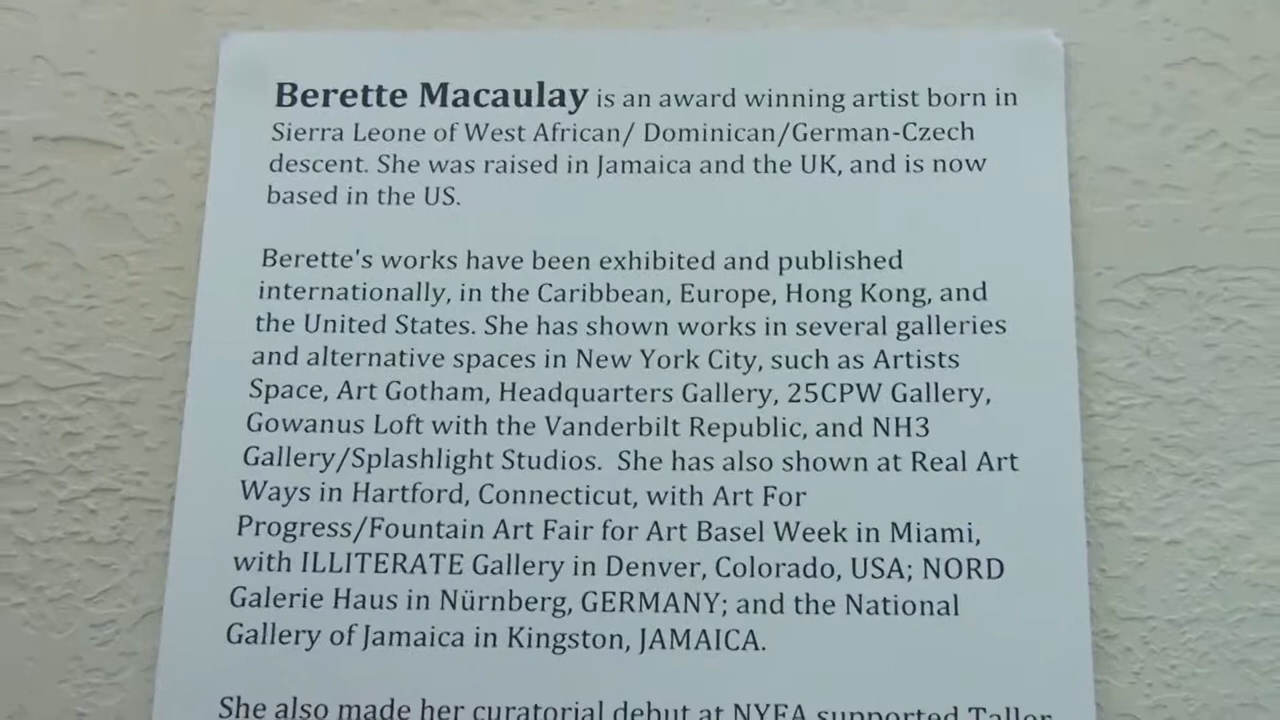 Berette Macaulay is an award winning artist born in
Sierra Leone of West African/ Dominican/German-Czech
descent. She was raised in Jamaica and the UK, and is now
based in the US.
Berette's works have been exhibited and published
internationally, in the Caribbean, Europe, Hong Kong, and
the United States. She has shown works in several galleries
and alternative spaces in New York City, such as Artists
Space, Art Gotham, Headquarters Gallery, 25CPW Gallery,
Gowanus Loft with the Vanderbilt Republic, and NH3
Gallery/Splashlight Studios.  She has also shown at Real Art
Ways in Hartford, Connecticut, with Art For
Progress/Fountain Art Fair for Art Basel Week in Miami,
with ILLITERATE Gallery in Denver, Colorado, USA; NORD
Galerie Haus in Nürnberg, GERMANY; and the National
Gallery of Jamaica in Kingston, JAMAICA.
She also made her curatorial debut at NYFA supported Taller